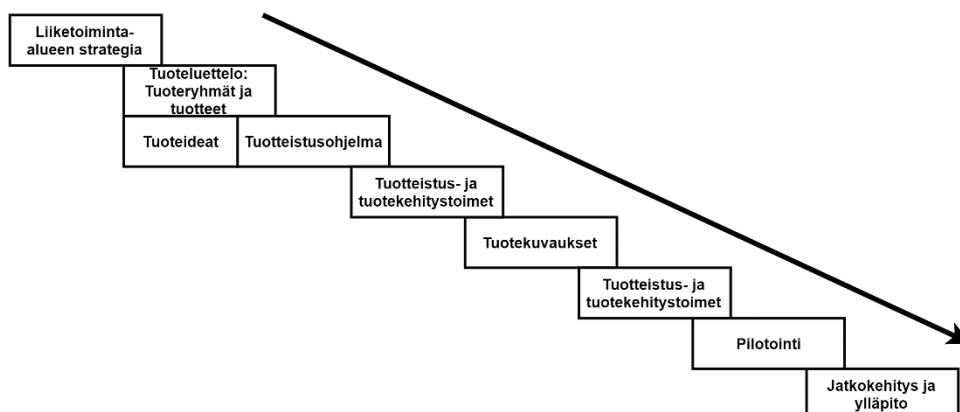 Liiketoiminta-
alueen strategia
Tuoteluettelo:
Tuoteryhmät ja
tuotteet
Tuoteideat
Tuotteistusohjelma
Tuotteistus- ja
tuotekehitystoimet
Tuotekuvaukset
Tuotteistus- ja
tuotekehitystoimet
Pilotointi
Jatkokehitys ja
ylläpito